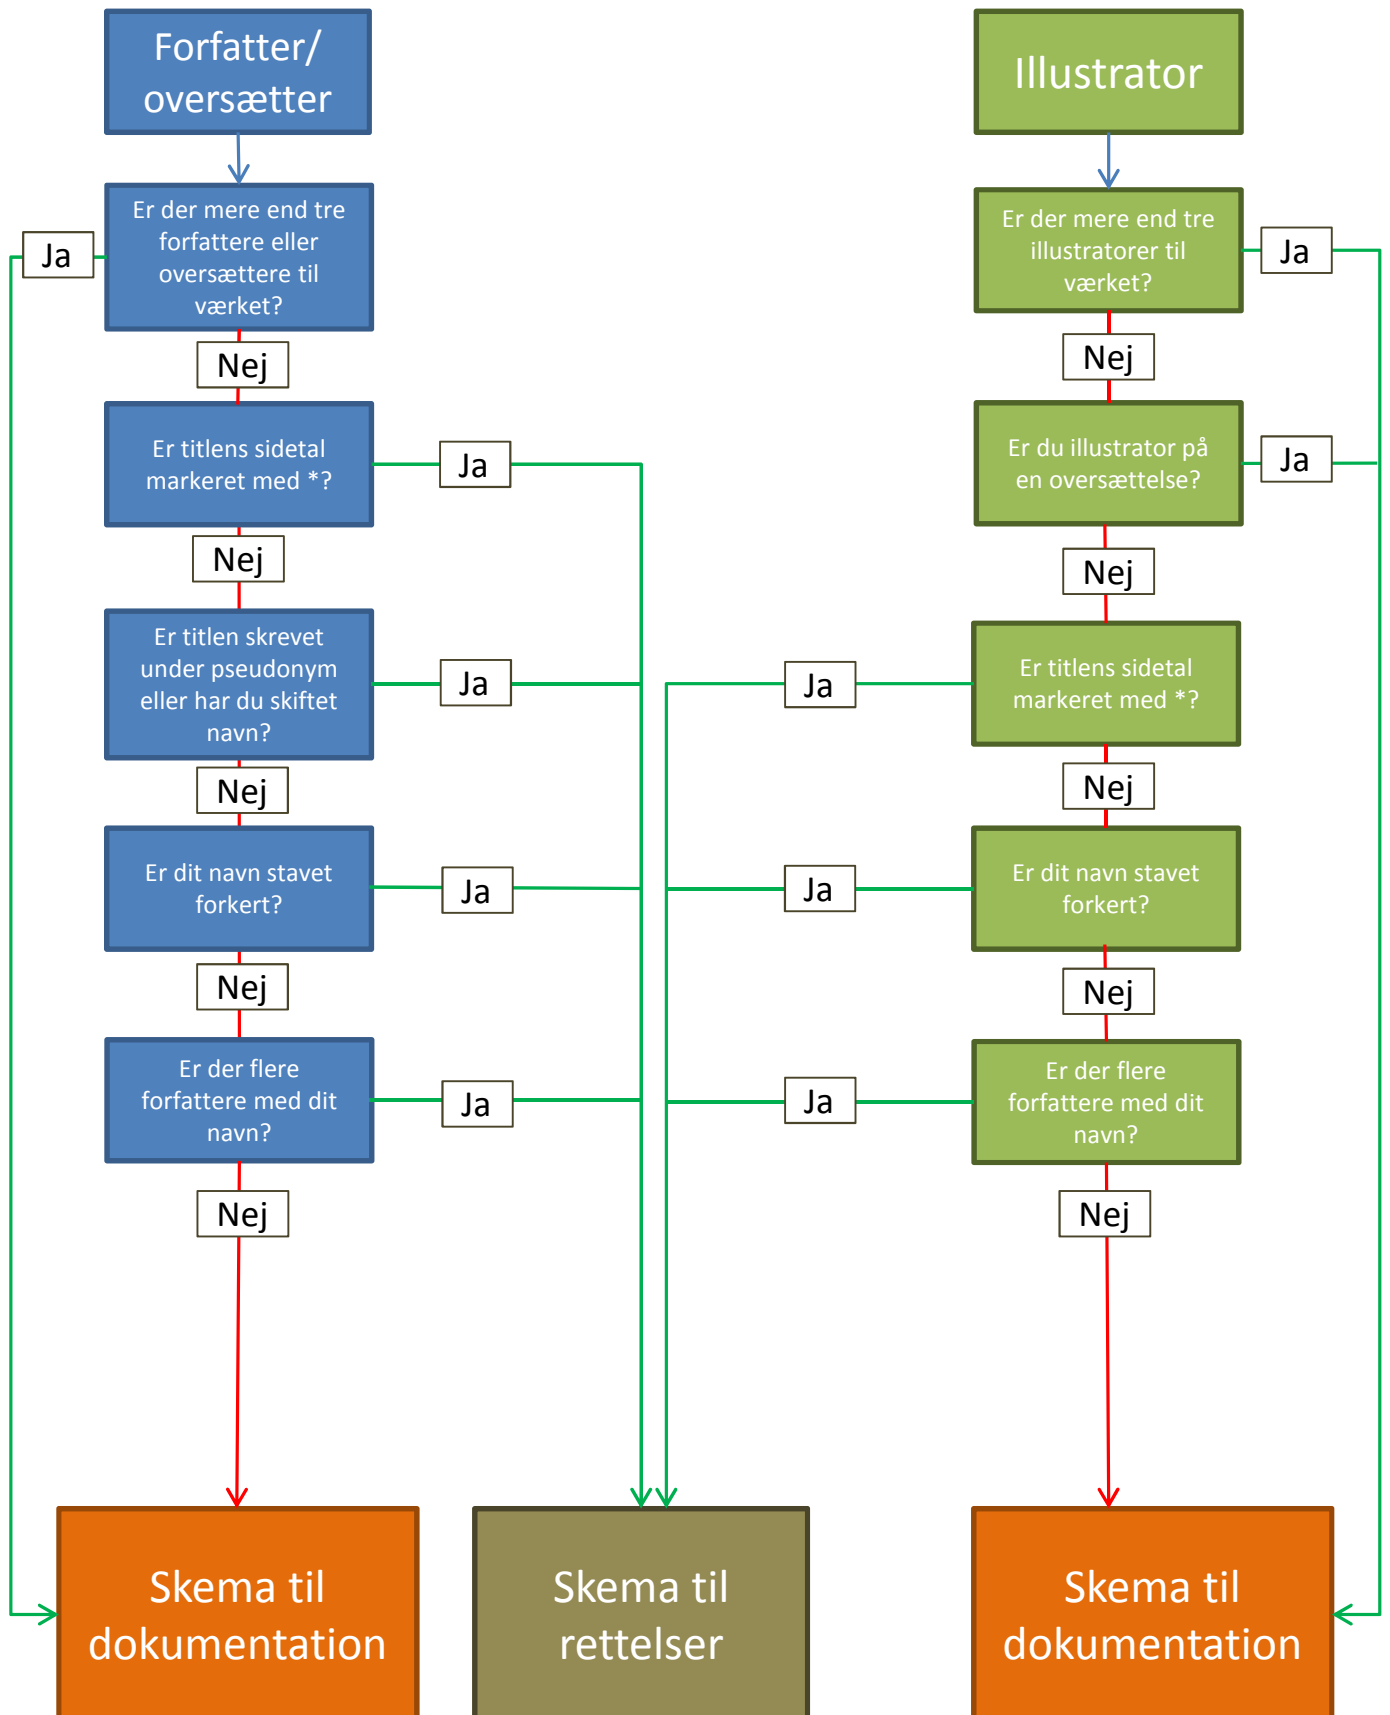 Forfatter/
oversætter
Er der mere end tre
forfattere eller
oversættere til
værket?
Ja
Nej
Er titlens sidetal
markeret med *?
Ja
Nej
Er titlen skrevet
under pseudonym
eller har du skiftet
navn?
Ja
Nej
Er dit navn stavet
forkert?
Ja
Nej
Er der flere
forfattere med dit
navn?
Ja
Nej
Skema til
dokumentation
Skema til
rettelser
Illustrator
Er der mere end tre
illustratorer til
værket?
Ja
Nej
Er du illustrator på
en oversættelse?
Ja
Nej
Er titlens sidetal
markeret med *?
Ja
Nej
Er dit navn stavet
forkert?
Ja
Nej
Er der flere
forfattere med dit
navn?
Ja
Nej
Skema til
dokumentation